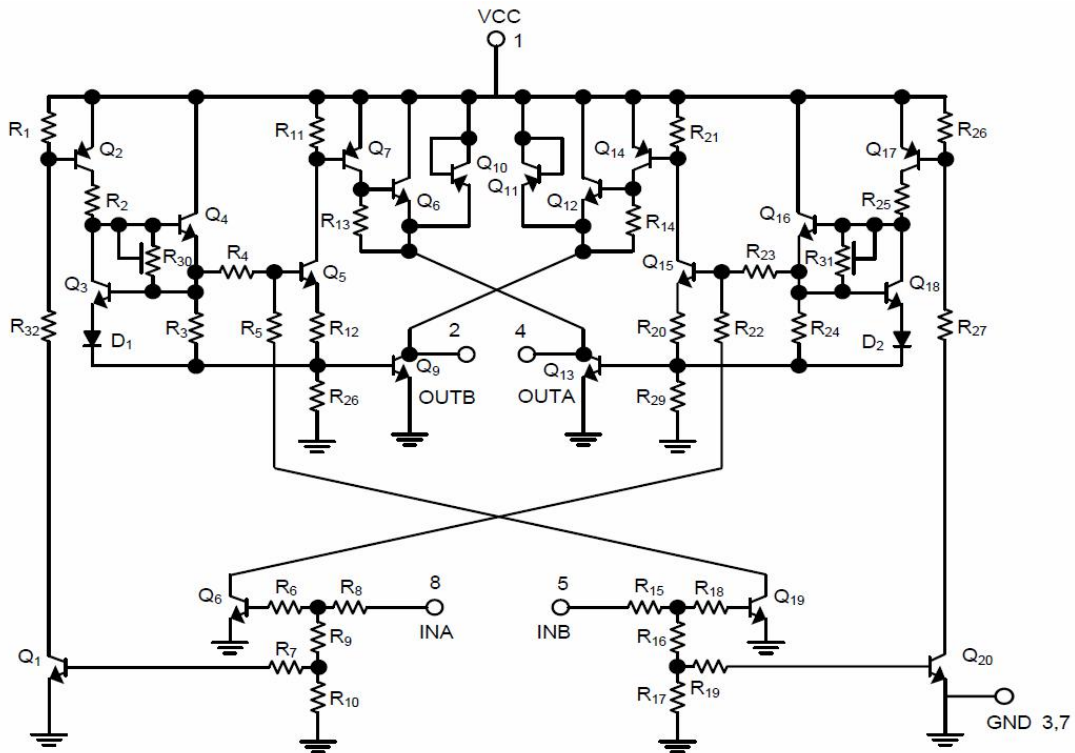 VCC
1
R1
R11
R21
R26
Q2
Q7
Q10
Q14
Q17
Q11
R2
Q4
R13
Q6
Q12
R14
Q16
R25
R30
R4
R23
R31
Q3
Q5
Q15
Q18
R32
D1
R3
R5
R12
2
4
R20
R22
R24
D2
R27
Q9
Q13
R26
OUTB
OUTA
R29
Q6
R6
R8
8
5
R15
R18
Q19
INA
INB
R9
R16
Q1
R7
Q20
R10
R17
R19
GND 3,7